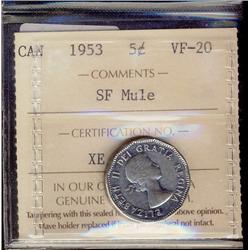 CAN 1953 5¢ VF-20
COMMENTS
SF Mule
CERTIFICATION NO.
XE
ELIZABETH II DEI GRATIA REGINA
IN OUR
GENUINE
Tampering with this sealed above opinion.
Have holder replaced if not intact.